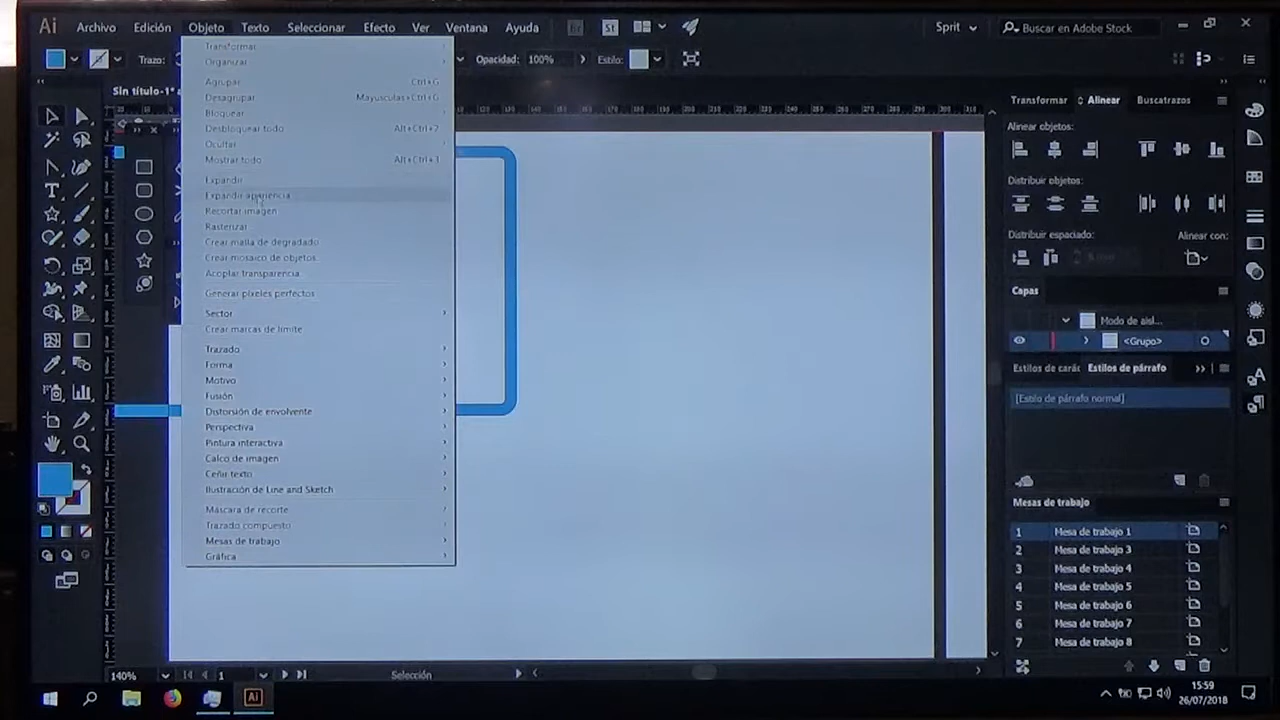 Ai Archivo Edición Objeto Texto Seleccionar Efecto Ver Ventana Ayuda Br St Sprit Buscar en Adobe Stock
Trazo: Opacidad: 100% Estilo:
Sin título-1*
Transformar
Organizar
Agrupar Ctrl+G
Desagrupar Mayusculas+Ctrl+G
Bloquear
Desbloquear todo Alt+Ctrl+2
Ocultar
Mostrar todo Alt+Ctrl+3
Expandir
Expandir apariencia
Recortar imagen
Rasterizar
Crear malla de degradado
Crear mosaico de objetos
Acoplar transparencia
Generar píxeles perfectos
Sector
Crear marcas de límite
Trazado
Forma
Motivo
Fusión
Distorsión de envolvente
Perspectiva
Pintura interactiva
Calco de imagen
Ceñir texto
Ilustración de Line and Sketch
Máscara de recorte
Trazado compuesto
Mesas de trabajo
Gráfica
Transformar Alinear Buscatrazos
Alinear objetos:
Distribuir objetos:
Distribuir espaciado: Alinear con:
Capas
Modo de aisl...
<Grupo>
Estilos de carác Estilos de párrafo
[Estilo de párrafo normal]
Mesas de trabajo
1 Mesa de trabajo 1
2 Mesa de trabajo 3
3 Mesa de trabajo 4
4 Mesa de trabajo 5
5 Mesa de trabajo 6
6 Mesa de trabajo 7
7 Mesa de trabajo 8
140% 1 Selección
Ai 15:59
26/07/2018